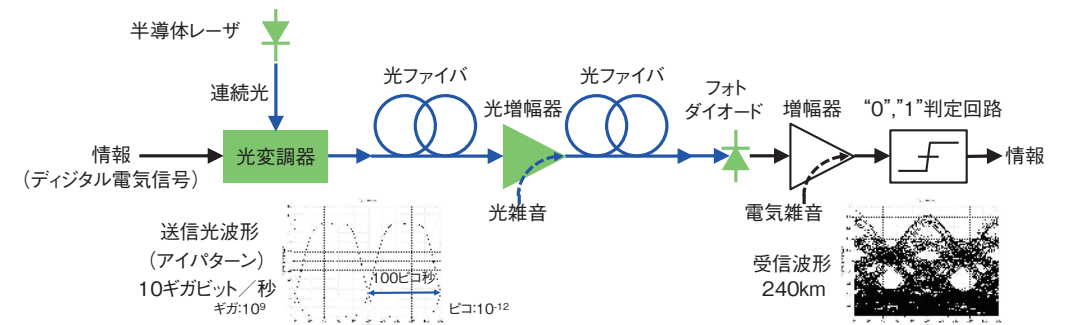 半導体レーザ
連続光
光ファイバ
光増幅器
光ファイバ
フォト
ダイオード
増幅器
“0”,”1”判定回路
情報
(ディジタル電気信号)
光変調器
情報
光雑音
電気雑音
送信光波形
(アイパターン)
10ギガビット/秒
ギガ:10⁹
100ピコ秒
ピコ:10⁻¹²
受信波形
240km